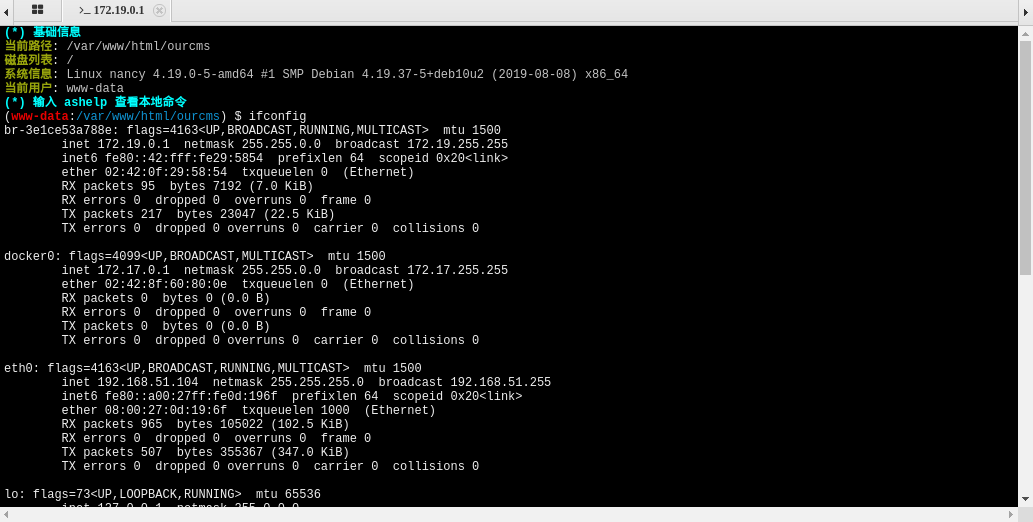 >_ 172.19.0.1
(*) 基础信息
当前路径: /var/www/html/ourcms
磁盘列表: /
系统信息: Linux nancy 4.19.0-5-amd64 #1 SMP Debian 4.19.37-5+deb10u2 (2019-08-08) x86_64
当前用户: www-data
(*) 输入 ashelp 查看本地命令
(www-data:/var/www/html/ourcms) $ ifconfig
br-3e1ce53a788e: flags=4163<UP,BROADCAST,RUNNING,MULTICAST>  mtu 1500
        inet 172.19.0.1  netmask 255.255.0.0  broadcast 172.19.255.255
        inet6 fe80::42:fff:fe29:5854  prefixlen 64  scopeid 0x20<link>
        ether 02:42:0f:29:58:54  txqueuelen 0  (Ethernet)
        RX packets 95  bytes 7192 (7.0 KiB)
        RX errors 0  dropped 0  overruns 0  frame 0
        TX packets 217  bytes 23047 (22.5 KiB)
        TX errors 0  dropped 0 overruns 0  carrier 0  collisions 0
docker0: flags=4099<UP,BROADCAST,MULTICAST>  mtu 1500
        inet 172.17.0.1  netmask 255.255.0.0  broadcast 172.17.255.255
        ether 02:42:8f:60:80:0e  txqueuelen 0  (Ethernet)
        RX packets 0  bytes 0 (0.0 B)
        RX errors 0  dropped 0  overruns 0  frame 0
        TX packets 0  bytes 0 (0.0 B)
        TX errors 0  dropped 0 overruns 0  carrier 0  collisions 0
eth0: flags=4163<UP,BROADCAST,RUNNING,MULTICAST>  mtu 1500
        inet 192.168.51.104  netmask 255.255.255.0  broadcast 192.168.51.255
        inet6 fe80::a00:27ff:fe0d:196f  prefixlen 64  scopeid 0x20<link>
        ether 08:00:27:0d:19:6f  txqueuelen 1000  (Ethernet)
        RX packets 965  bytes 105022 (102.5 KiB)
        RX errors 0  dropped 0  overruns 0  frame 0
        TX packets 507  bytes 355367 (347.0 KiB)
        TX errors 0  dropped 0 overruns 0  carrier 0  collisions 0
lo: flags=73<UP,LOOPBACK,RUNNING>  mtu 65536
        inet 127.0.0.1  netmask 255.0.0.0